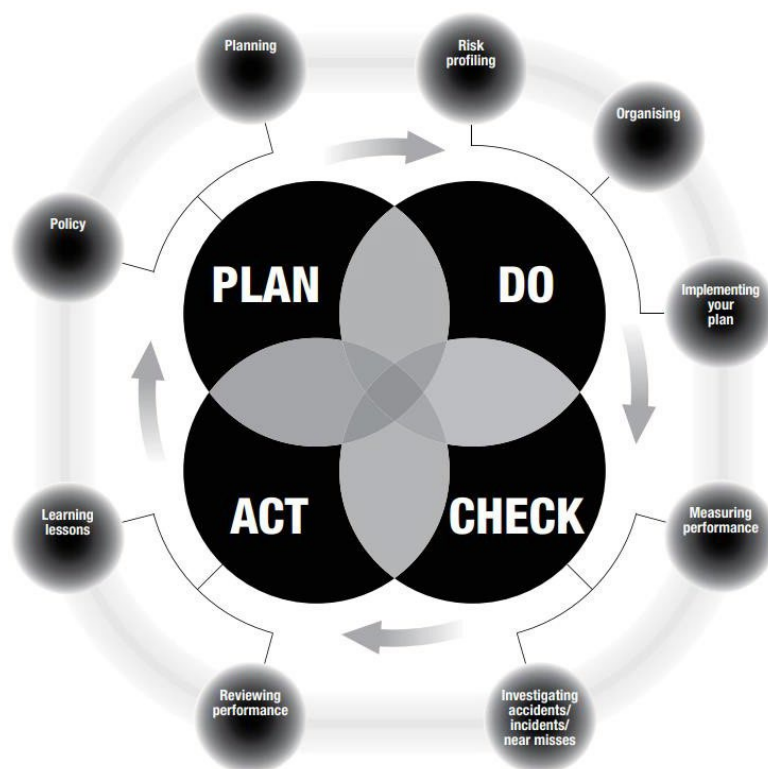 Planning
Risk
profiling
Organising
Policy
PLAN
DO
Implementing
your
plan
Learning
lessons
ACT
CHECK
Measuring
performance
Reviewing
performance
Investigating
accidents/
incidents/
near misses